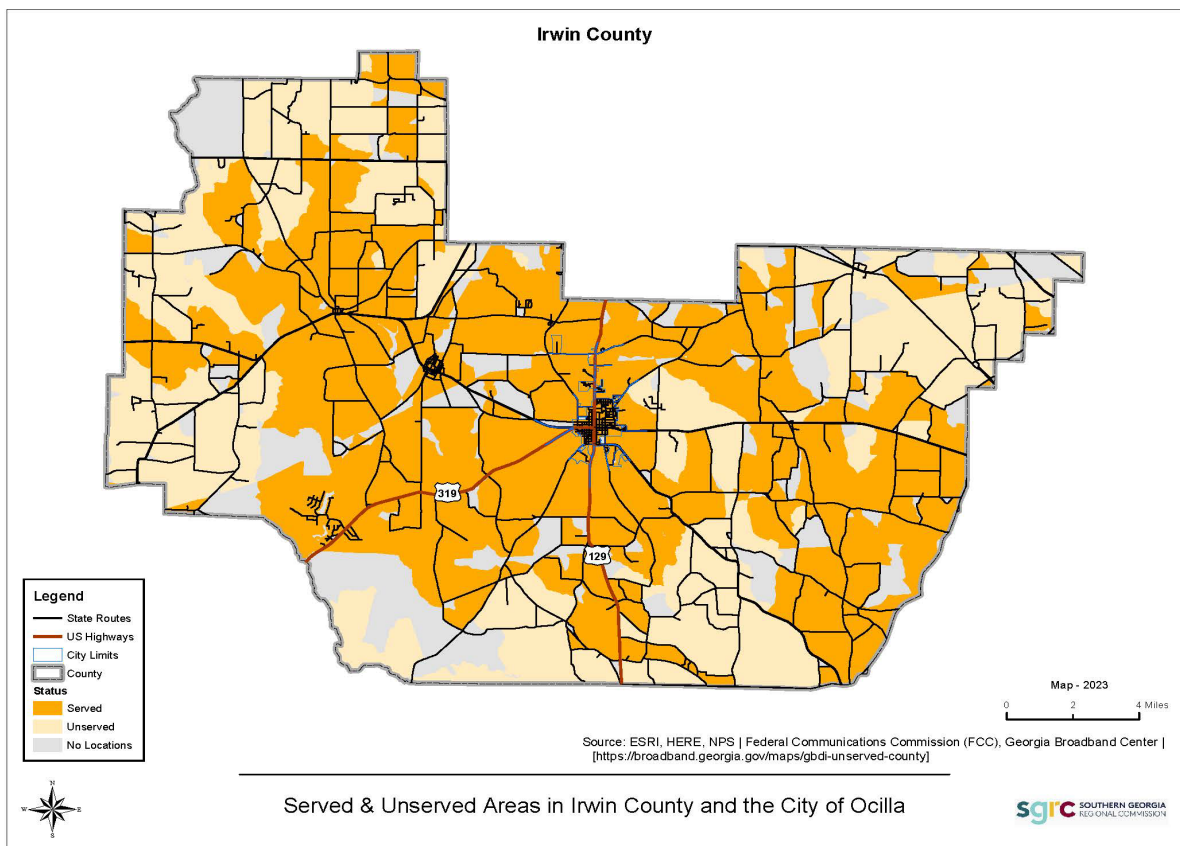 Irwin County
319
129
Legend
State Routes
US Highways
City Limits
County
Status
Served
Unserved
No Locations
Map - 2023
0 2 4 Miles
Source: ESRI, HERE, NPS | Federal Communications Commission (FCC), Georgia Broadband Center |
[https://broadband.georgia.gov/maps/gbdi-unserved-county]
N
W E
S
Served & Unserved Areas in Irwin County and the City of Ocilla
sgrc SOUTHERN GEORGIA
REGIONAL COMMISSION